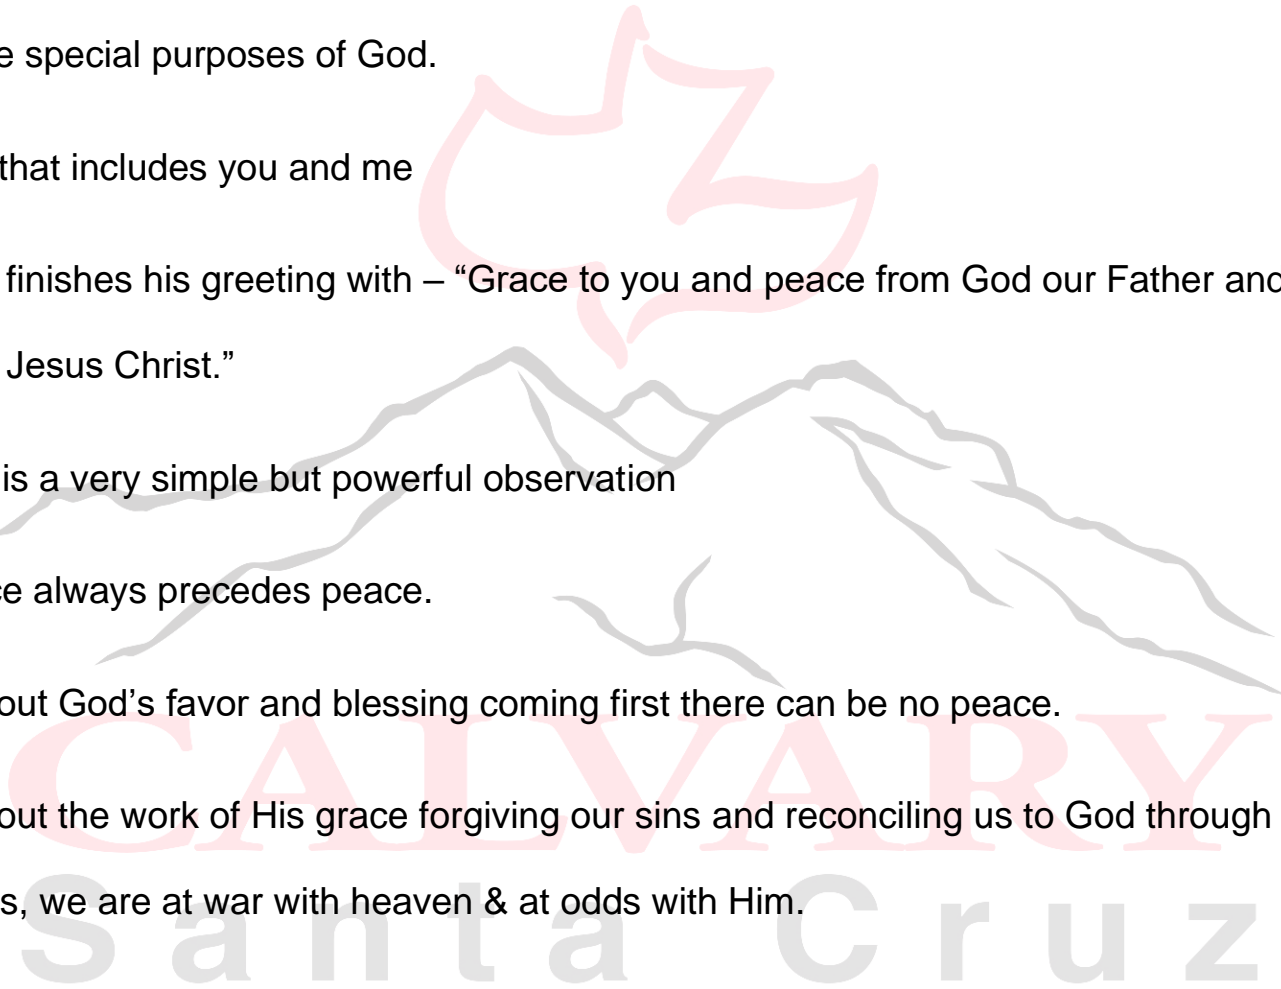 e special purposes of God.
that includes you and me
finishes his greeting with – “Grace to you and peace from God our Father and
Jesus Christ.”
is a very simple but powerful observation
ce always precedes peace.
out God’s favor and blessing coming first there can be no peace.
out the work of His grace forgiving our sins and reconciling us to God through
s, we are at war with heaven & at odds with Him.
CALVARY
Santa Cruz